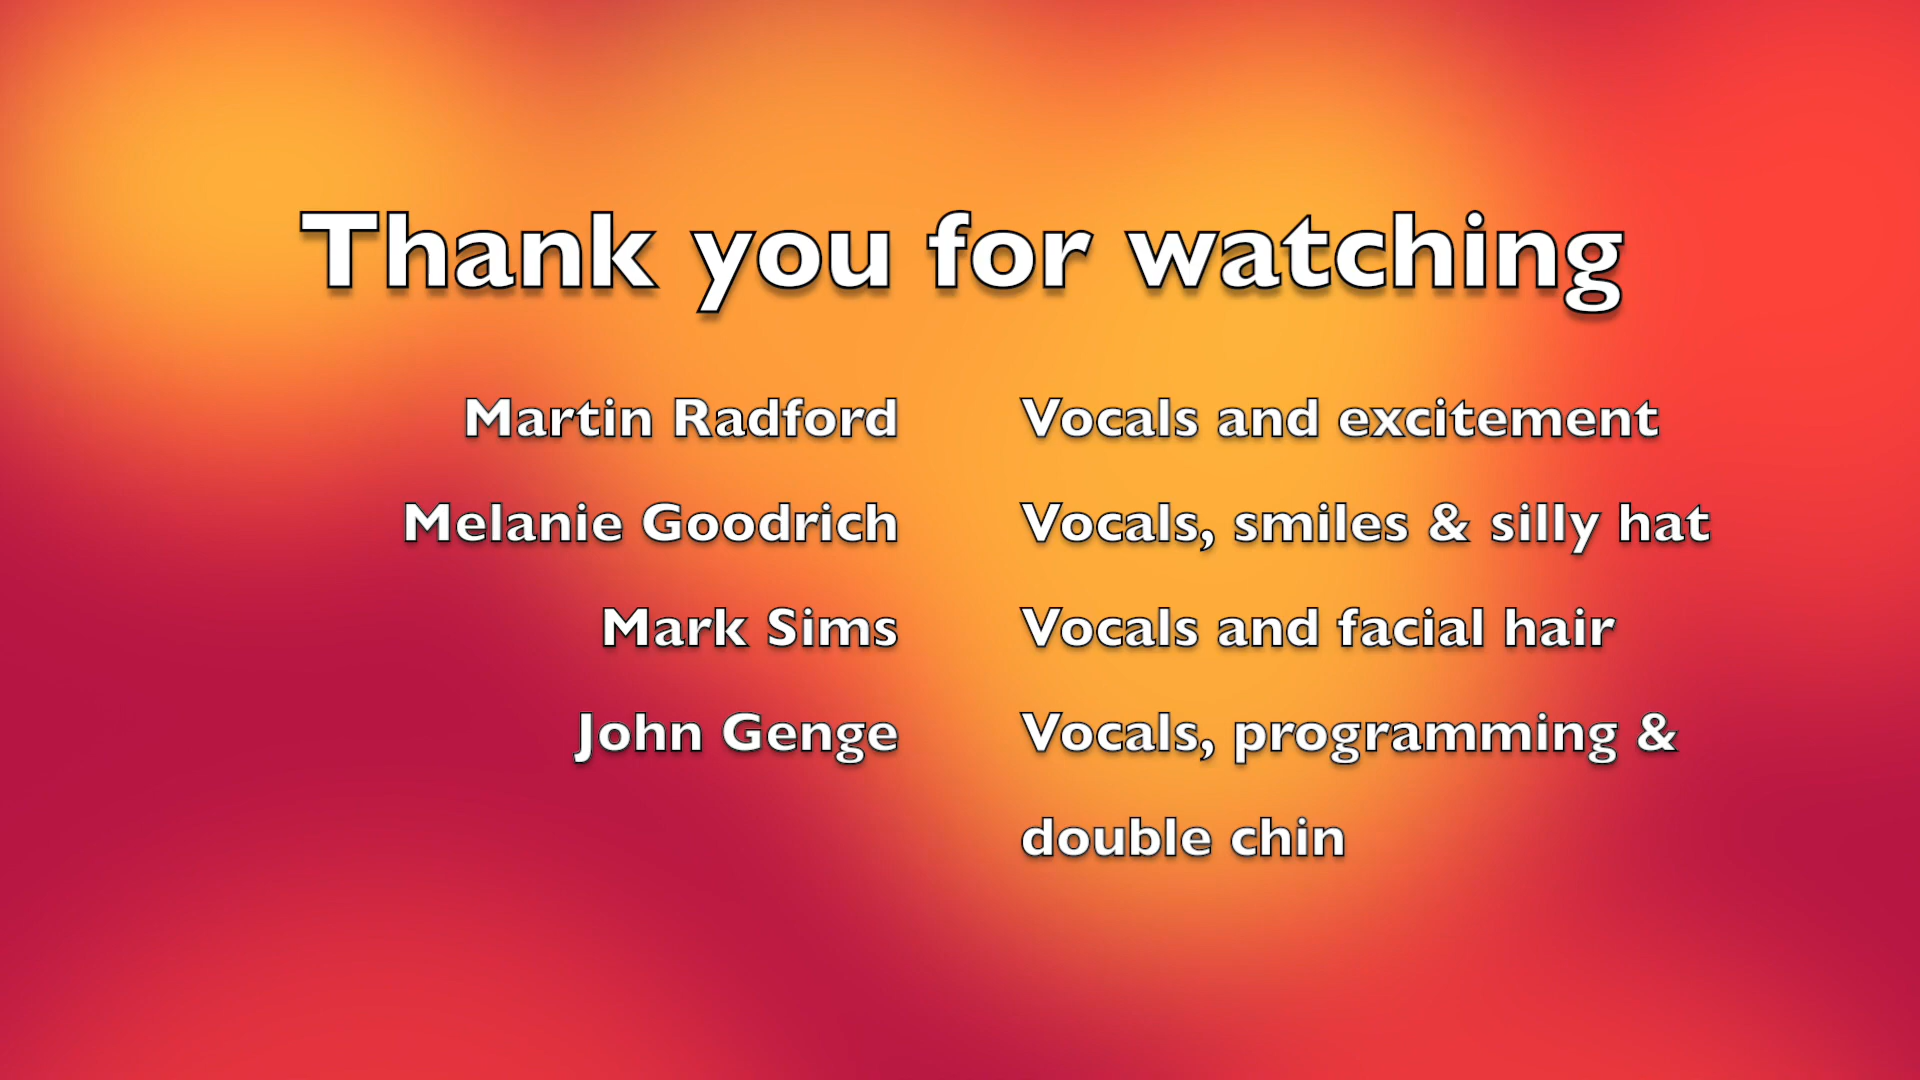 Thank you for watching
Martin Radford Vocals and excitement
Melanie Goodrich Vocals, smiles & silly hat
Mark Sims Vocals and facial hair
John Genge Vocals, programming &
double chin